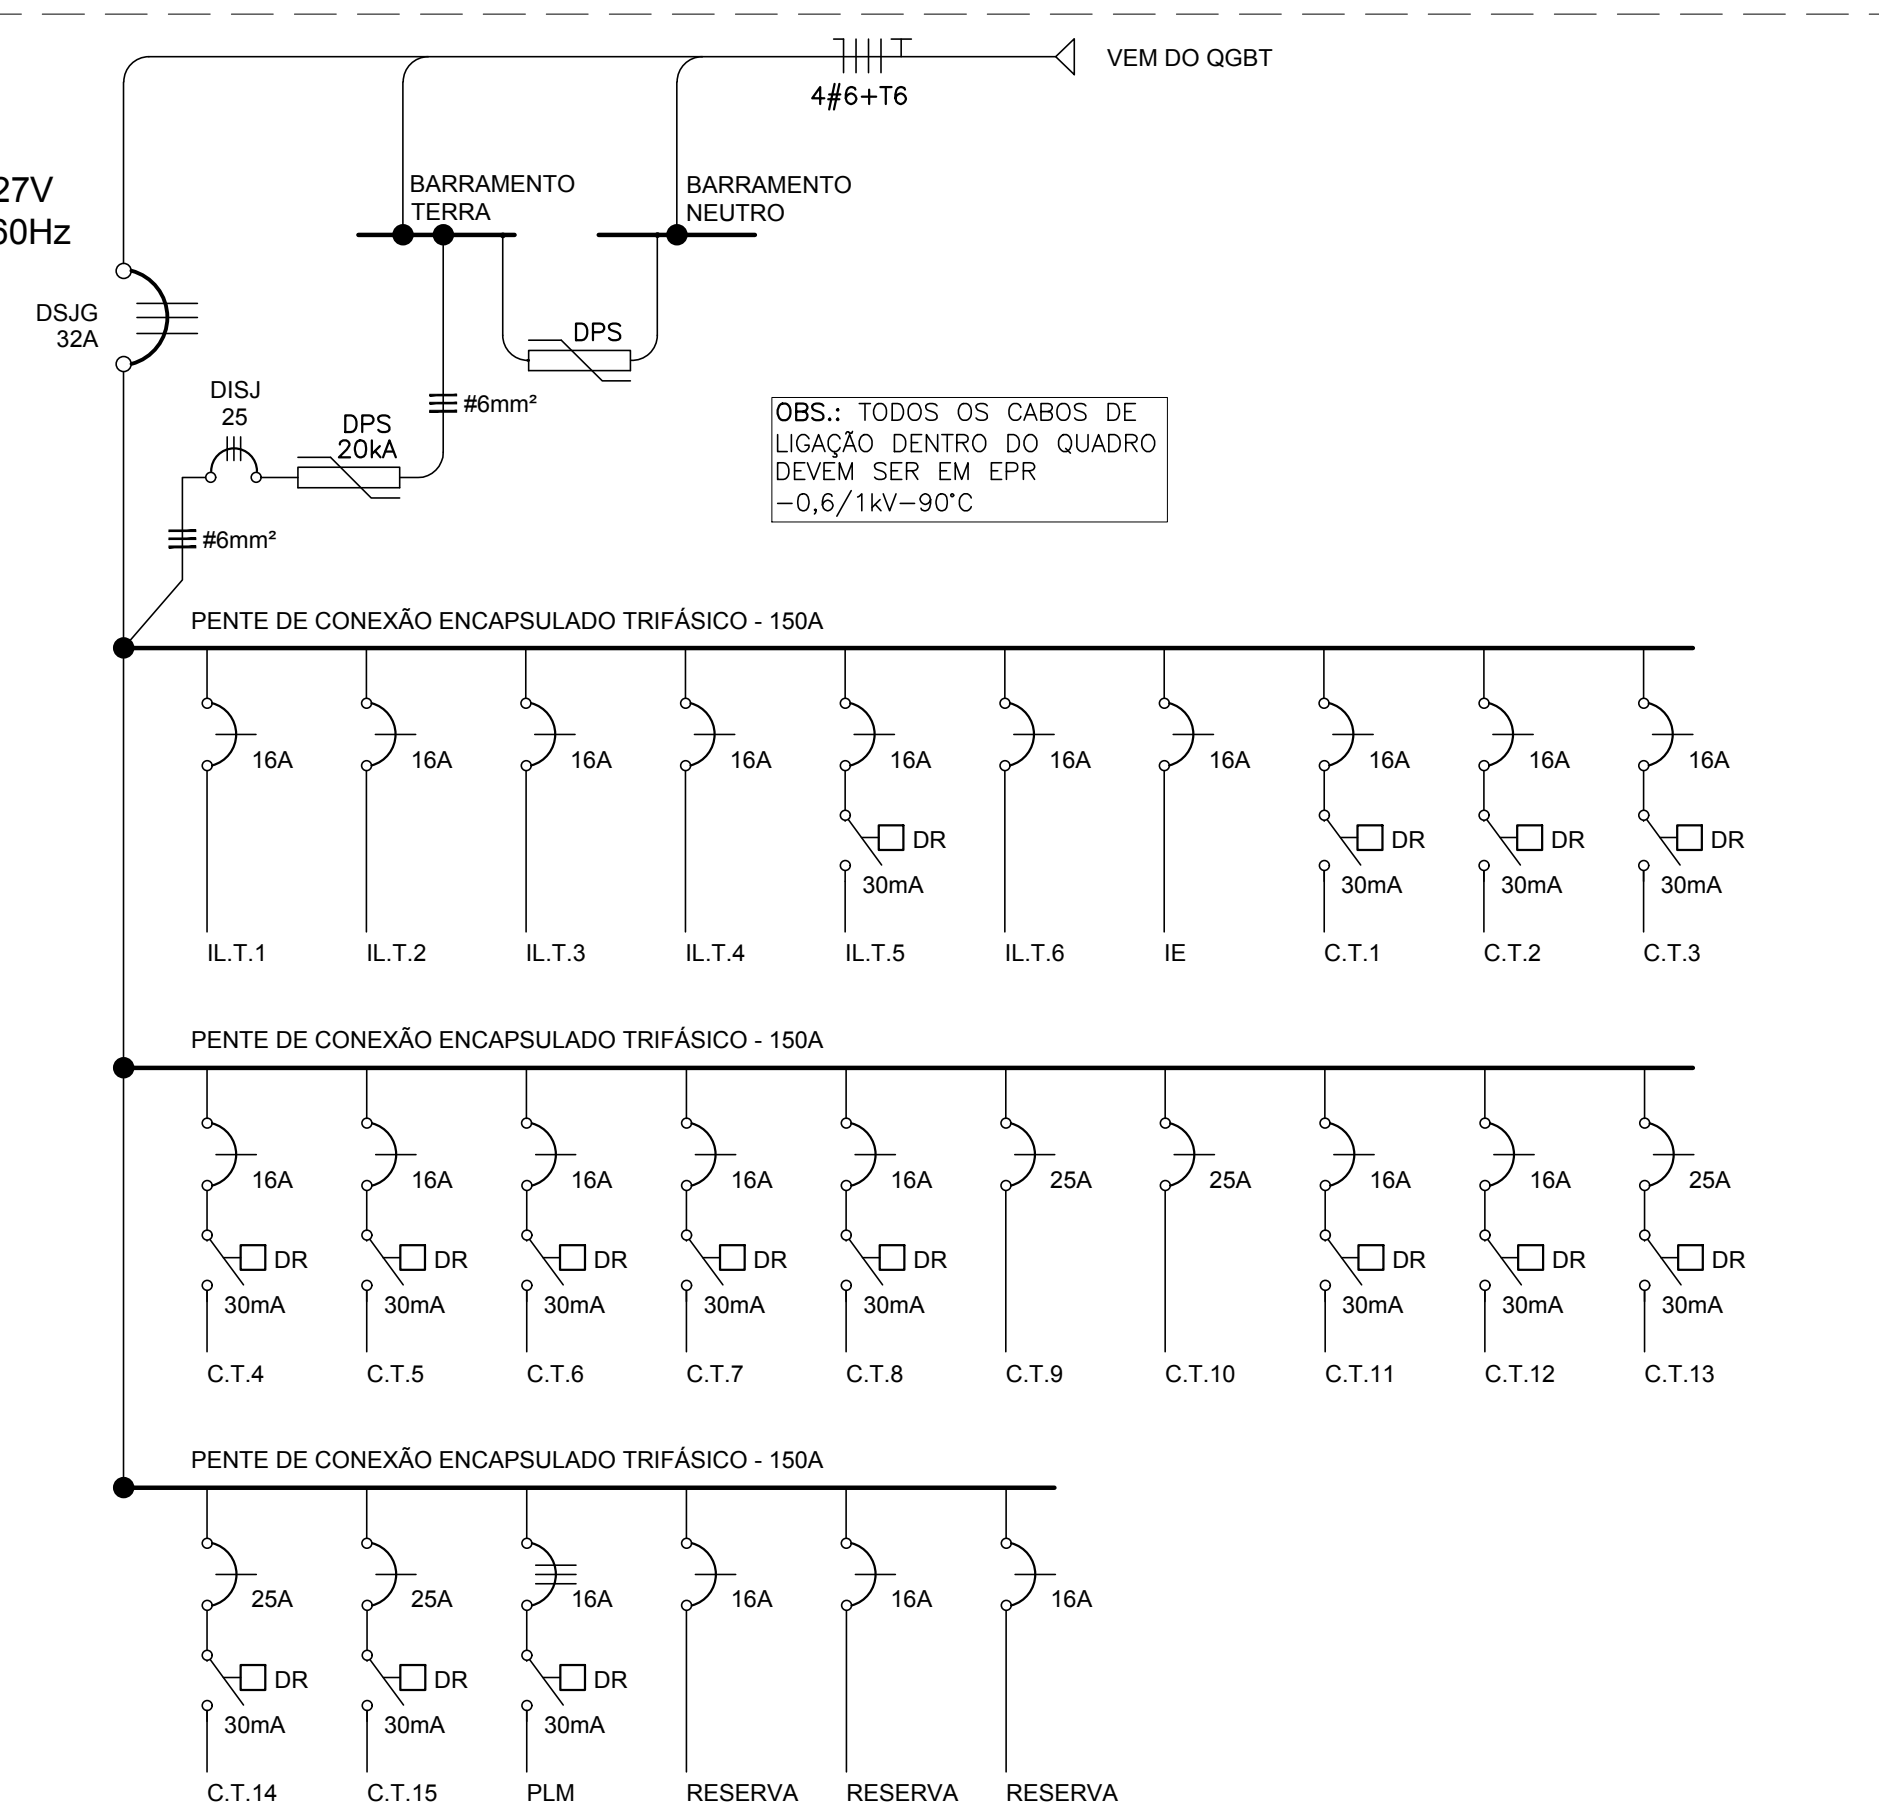 VEM DO QGBT
4#6+T6
27V
60Hz
BARRAMENTO
TERRA
BARRAMENTO
NEUTRO
DSJG
32A
DPS
DISJ
25
DPS
20kA
#6mm²
OBS.: TODOS OS CABOS DE
LIGAÇÃO DENTRO DO QUADRO
DEVEM SER EM EPR
-0,6/1kV-90°C
#6mm²
PENTE DE CONEXÃO ENCAPSULADO TRIFÁSICO - 150A
16A 16A 16A 16A 16A 16A 16A 16A 16A 16A
DR DR DR DR
30mA 30mA 30mA 30mA
IL.T.1 IL.T.2 IL.T.3 IL.T.4 IL.T.5 IL.T.6 IE C.T.1 C.T.2 C.T.3
PENTE DE CONEXÃO ENCAPSULADO TRIFÁSICO - 150A
16A 16A 16A 16A 16A 25A 25A 16A 16A 25A
DR DR DR DR DR DR DR DR
30mA 30mA 30mA 30mA 30mA 30mA 30mA 30mA
C.T.4 C.T.5 C.T.6 C.T.7 C.T.8 C.T.9 C.T.10 C.T.11 C.T.12 C.T.13
PENTE DE CONEXÃO ENCAPSULADO TRIFÁSICO - 150A
25A 25A 16A 16A 16A 16A
DR DR DR
30mA 30mA 30mA
C.T.14 C.T.15 PLM RESERVA RESERVA RESERVA